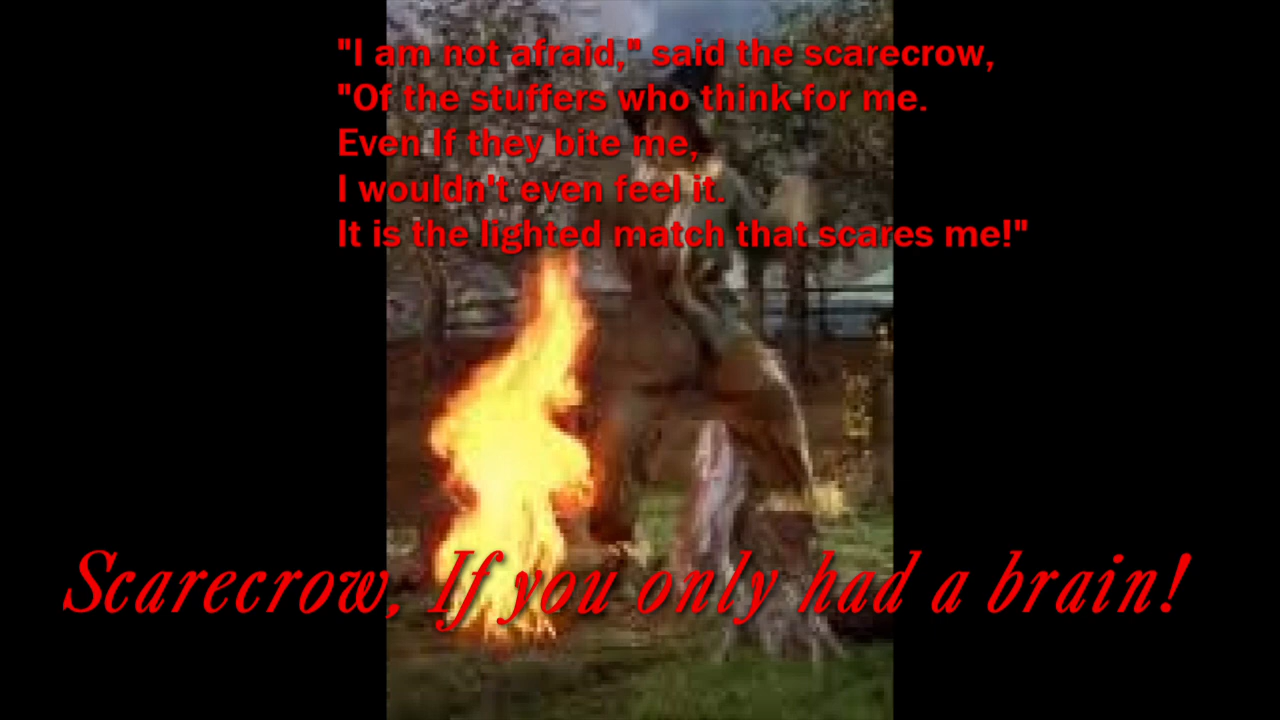 "I am not afraid," said the scarecrow,
"Of the stuffers who think for me.
Even If they bite me,
I wouldn't even feel it.
It is the lighted match that scares me!"
Scarecrow, If you only had a brain!